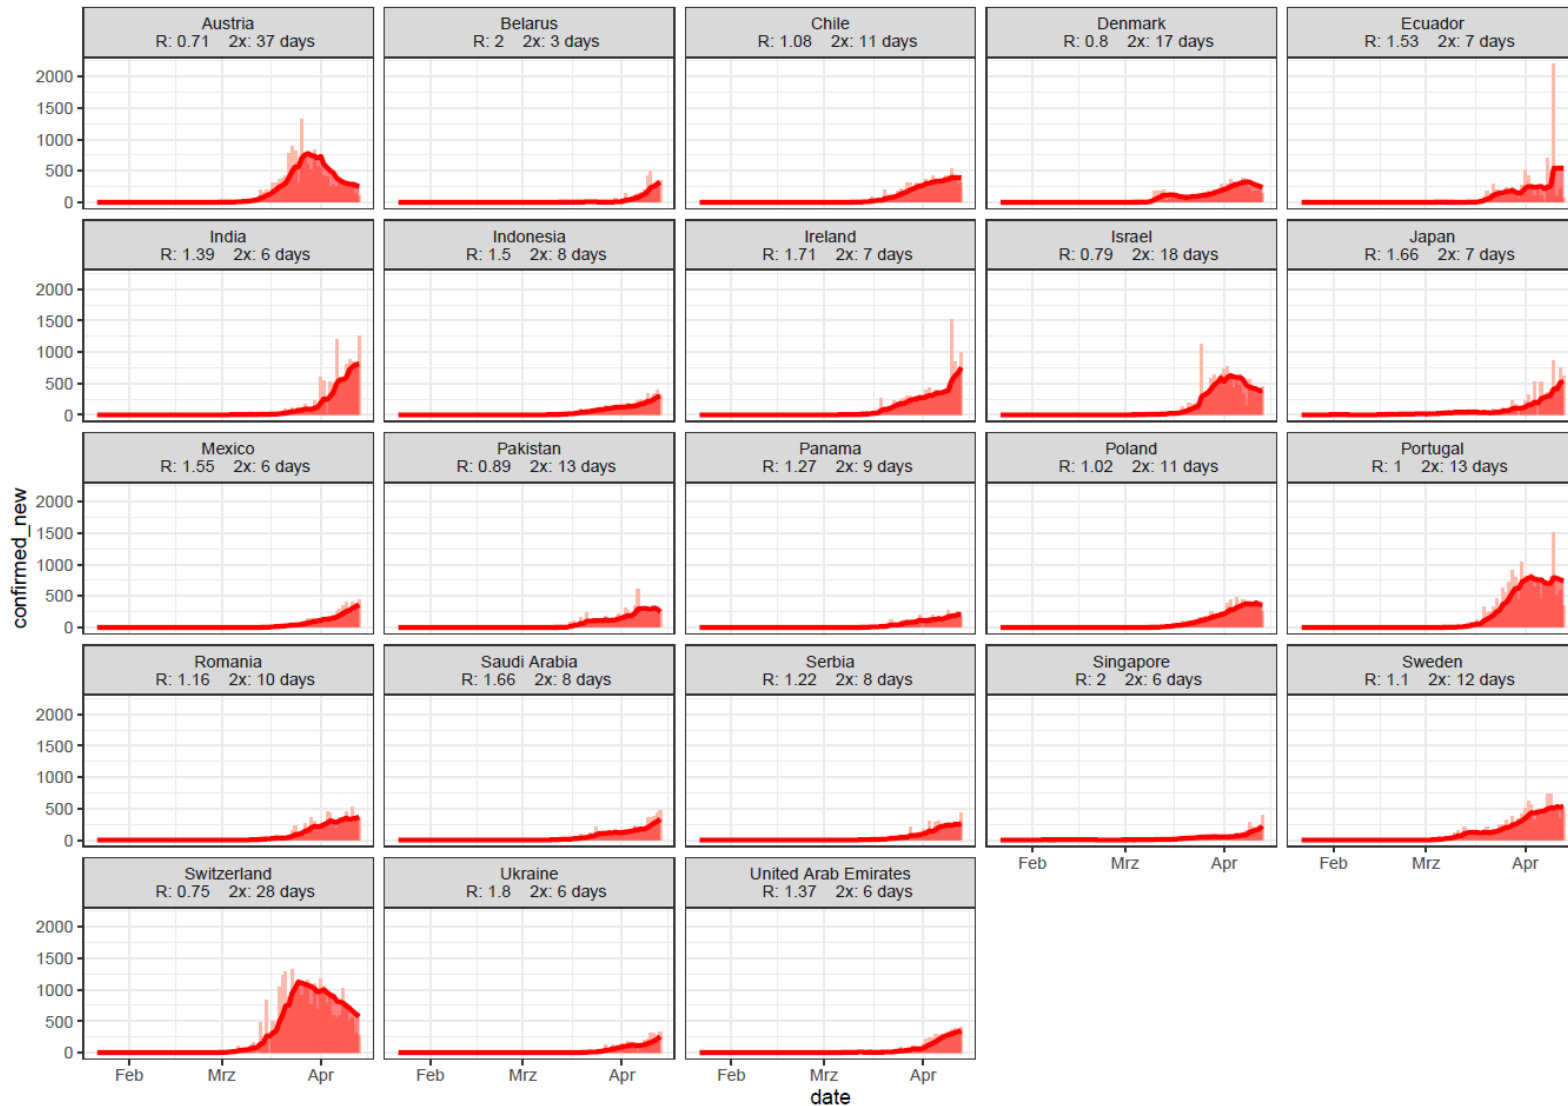 Austria
R: 0.71    2x: 37 days
Belarus
R: 2    2x: 3 days
Chile
R: 1.08    2x: 11 days
Denmark
R: 0.8    2x: 17 days
Ecuador
R: 1.53    2x: 7 days
2000
1500
1000
500
0
India
R: 1.39    2x: 6 days
Indonesia
R: 1.5    2x: 8 days
Ireland
R: 1.71    2x: 7 days
Israel
R: 0.79    2x: 18 days
Japan
R: 1.66    2x: 7 days
2000
1500
1000
500
0
Mexico
R: 1.55    2x: 6 days
Pakistan
R: 0.89    2x: 13 days
Panama
R: 1.27    2x: 9 days
Poland
R: 1.02    2x: 11 days
Portugal
R: 1    2x: 13 days
2000
1500
1000
500
0
confirmed_new
Romania
R: 1.16    2x: 10 days
Saudi Arabia
R: 1.66    2x: 8 days
Serbia
R: 1.22    2x: 8 days
Singapore
R: 2    2x: 6 days
Sweden
R: 1.1    2x: 12 days
2000
1500
1000
500
0
Feb Mrz Apr
Feb Mrz Apr
Switzerland
R: 0.75    2x: 28 days
Ukraine
R: 1.8    2x: 6 days
United Arab Emirates
R: 1.37    2x: 6 days
2000
1500
1000
500
0
Feb Mrz Apr
Feb Mrz Apr
Feb Mrz Apr
date